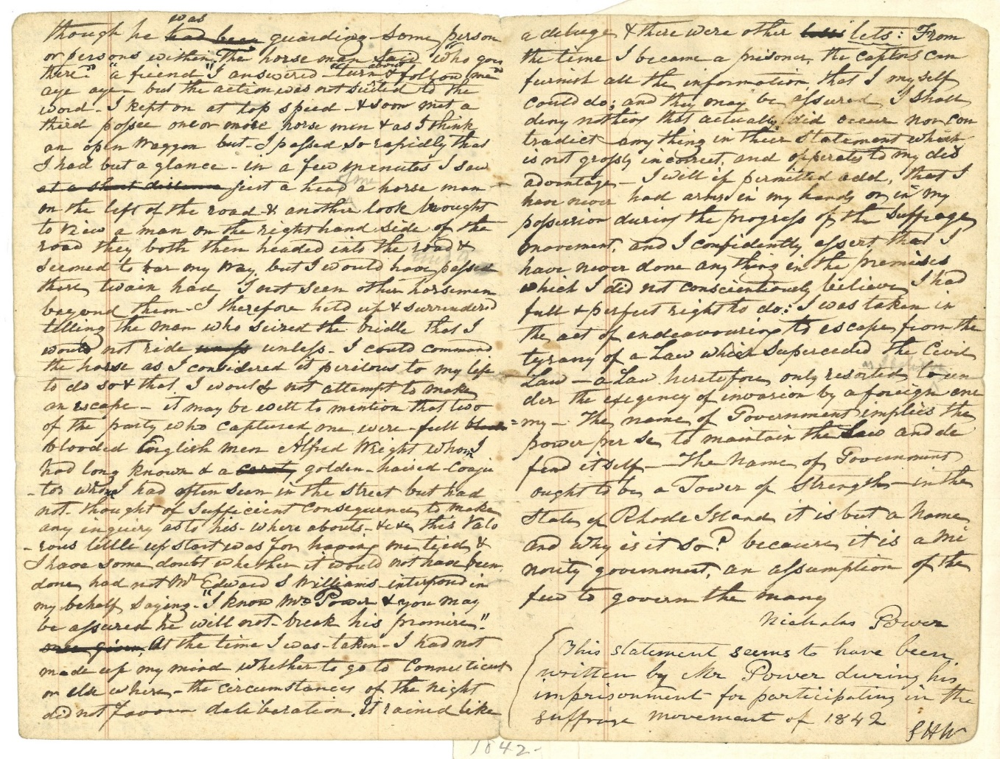 was
though he had been guarding some person
or persons within, The horse man said "who goes
there?" "a friend" I answered - "turn about & follow me"
aye aye - but the action was not suited to the
word - I kept on at top speed - & soon met a
third possee one or more horse men & as I think
an open waggon but - I passed so rapidly that
I had but a glance - in a few minutes I saw
at a short distance just a head of me a horse man -
on the left of the road - & another look brought
to view a man on the right hand side of the
road they both then headed into the road &
seemed to bar my way, but I would have passed
there twain had I not seen other horsemen
beyond them - I therefore held up & surrendered
telling the man who seized the bridle that I
would not ride unless - I could command
the horse as I considered it perilous to my life
to do so & that I would not attempt to make
an escape - it may be well to mention that two
of the party who captured me were - full
blooded English men Alfred Wright whom I
had long known & a golden - haired - Coaju
- tor whom I had often seen in the street but had
not - thought of sufficient consequence to make
any inquiry as to his - where abouts - &c &c this Valo
- rous little upstart was for having me tied &
I have some doubt whether it would not have been
done, had not Mr Edward S Williams - interposed in
my behalf saying - "I know Mr Power & you may
be assured he will not - break his promise".
once given, At the time I was - taken - I had not
made up my mind whether to go to Connecticut
or else where - the circumstances of the night
did not favour deliberation. It rained like
a deluge & there were other lets: From
the time I became a prisoner, the captors can
furnish all the information, that I myself
could do; and they may be assured I shall
deny nothing that actually did occur nor con
tradict anything in their statement which
is not grossly incorrect, and opperates to my dis
advantage - I will if permitted add, that I
have never had arms in my hands or in my
possession during the progress of the Suffrage
movement, and I confidently assert that I
have never done any thing in the premises
which I did not conscientiously believe I had
full & perfect right to do: I was taken in
the act of endeavouring to escape from the
tyrany of a Law which Superceded the Civil
Law - a Law heretofore only resorted to un
der the exigency of invasion by a foreign ene
= my - The name of Government implies the
power per se to maintain the Law and de
fend itself - The Name of Government
ought to be a Tower of Strength - in the
State of Rhode Island it is but a Name
and why is it so? because it is a mi
nority government, an assumption of the
few to govern the many
Nicholas Power
This statement seems to have been
written by Mr Power during his
imprisonment for participating in the
suffrage movement of 1842
S H W
1842 -